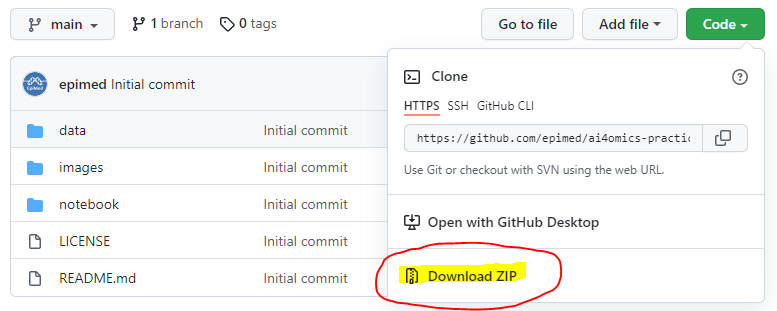 main
1 branch
0 tags
Go to file
Add file
Code
epimed Initial commit
data Initial commit
images Initial commit
notebook Initial commit
LICENSE Initial commit
README.md Initial commit
Clone
HTTPS SSH GitHub CLI
https://github.com/epimed/ai4omics-practic
Use Git or checkout with SVN using the web URL.
Open with GitHub Desktop
Download ZIP